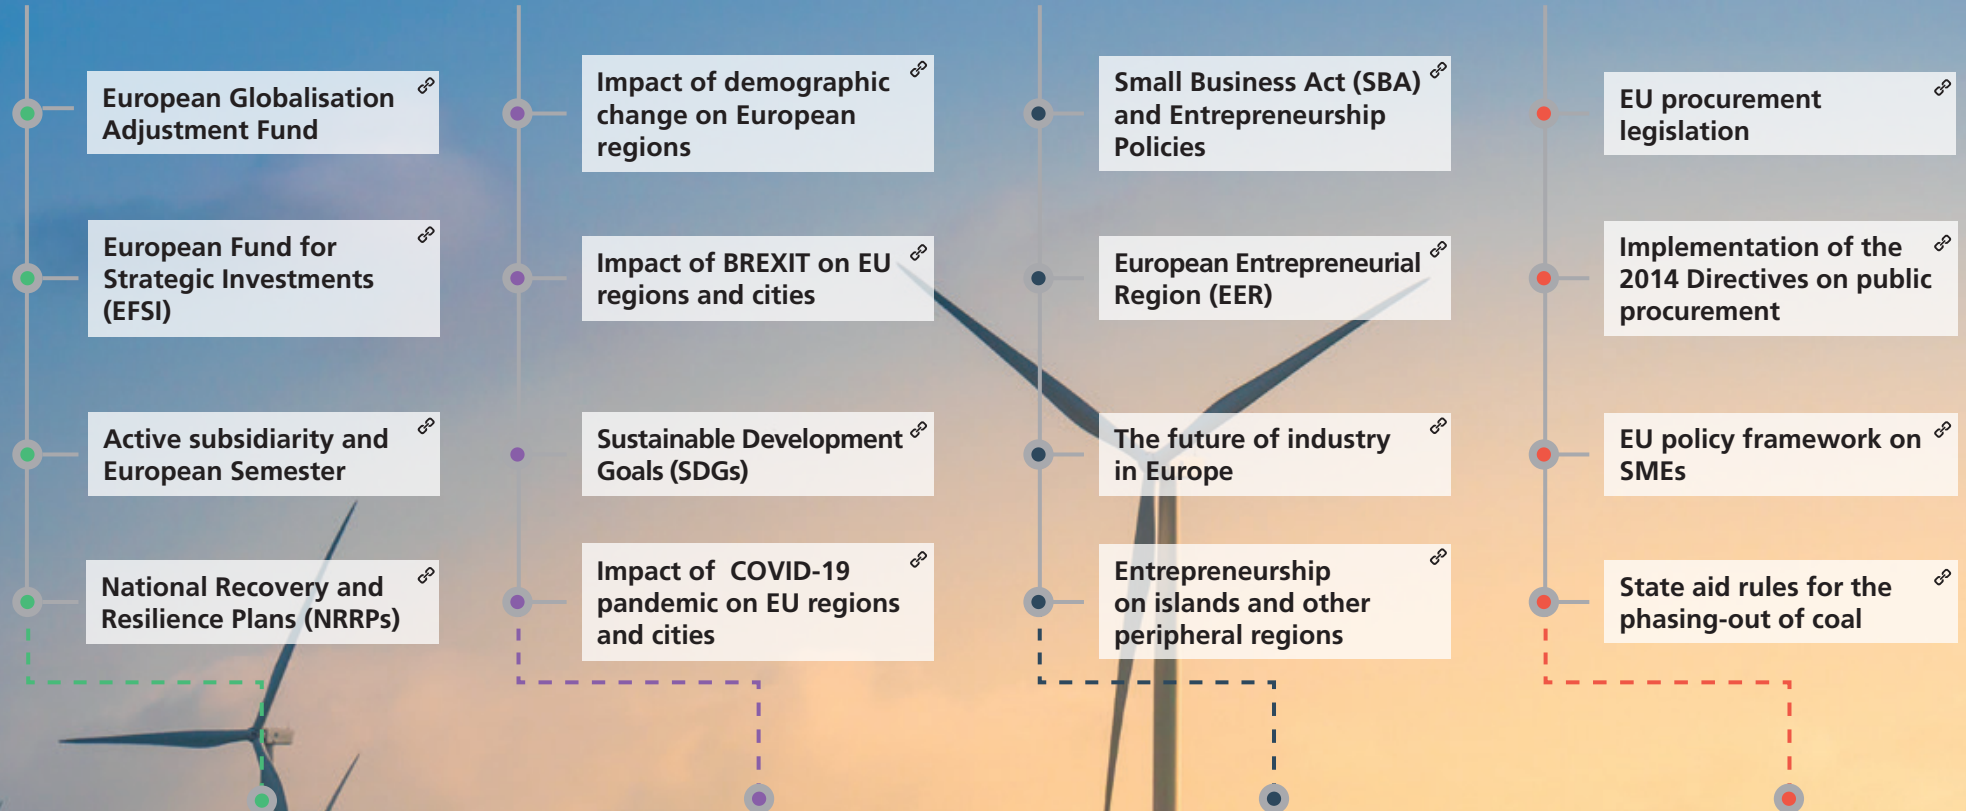 European Globalisation
Adjustment Fund
European Fund for
Strategic Investments
(EFSI)
Active subsidiarity and
European Semester
National Recovery and
Resilience Plans (NRRPs)
Impact of demographic
change on European
regions
Impact of BREXIT on EU
regions and cities
Sustainable Development
Goals (SDGs)
Impact of  COVID-19
pandemic on EU regions
and cities
Small Business Act (SBA)
and Entrepreneurship
Policies
European Entrepreneurial
Region (EER)
The future of industry
in Europe
Entrepreneurship
on islands and other
peripheral regions
EU procurement
legislation
Implementation of the
2014 Directives on public
procurement
EU policy framework on
SMEs
State aid rules for the
phasing-out of coal